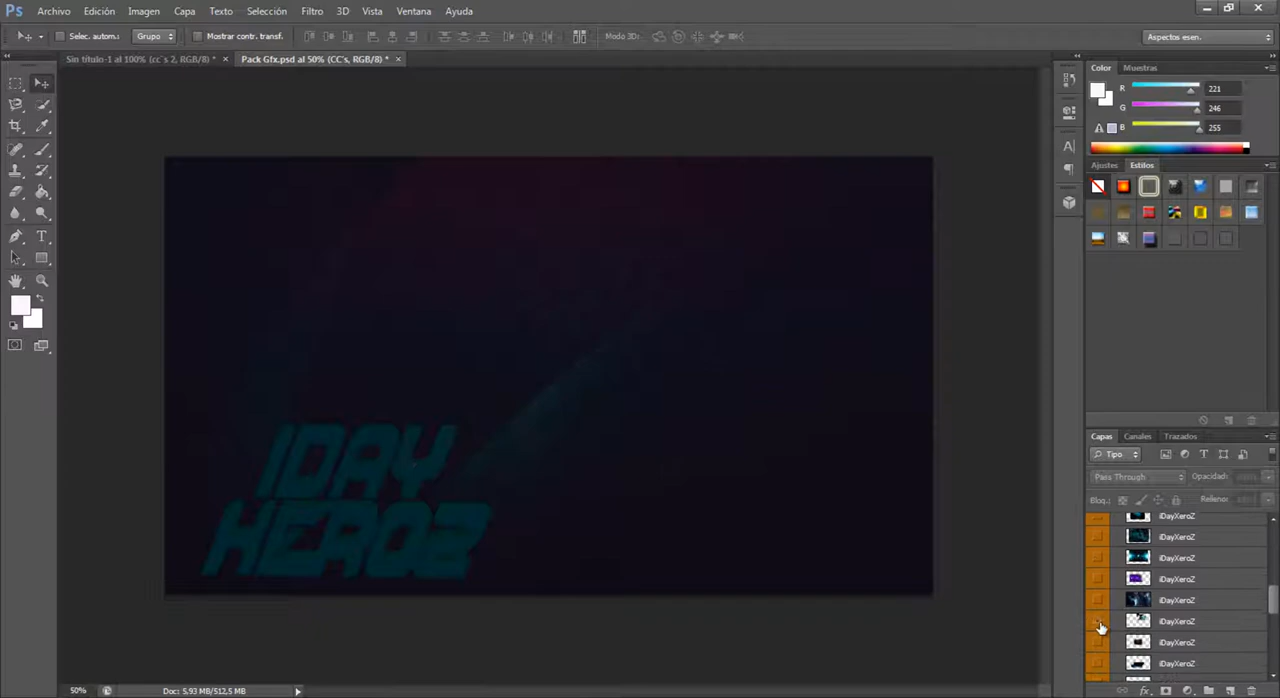 Ps Archivo Edición Imagen Capa Texto Selección Filtro 3D Vista Ventana Ayuda
Selec. autom.: Grupo Mostrar contr. transf. Modo 3D: Aspectos esen.
Sin título-1 al 100% (cc´s 2, RGB/8) * × Pack Gfx.psd al 50% (CC's, RGB/8) * ×
Color Muestras
R 221
G 246
B 255
Ajustes Estilos
IDAY
HEROZ
Capas Canales Trazados
Tipo
Pass Through Opacidad:
Bloq.: Relleno:
iDayXeroZ
iDayXeroZ
iDayXeroZ
iDayXeroZ
iDayXeroZ
iDayXeroZ
iDayXeroZ
iDayXeroZ
fx
50% Doc: 5,93 MB/512,5 MB